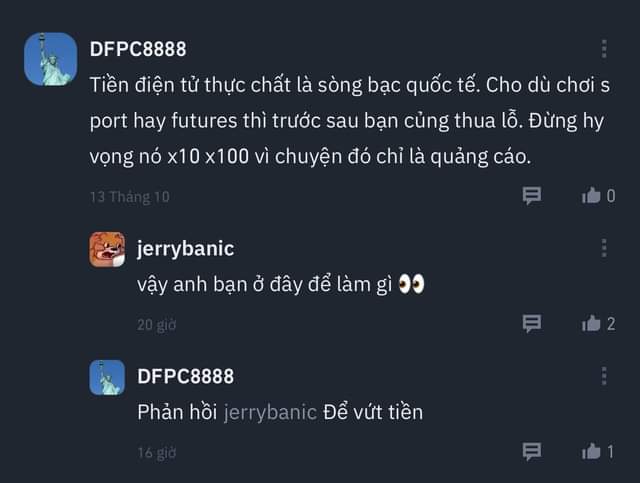 DFPC8888
Tiền điện tử thực chất là sòng bạc quốc tế. Cho dù chơi s
port hay futures thì trước sau bạn củng thua lỗ. Đừng hy
vọng nó x10 x100 vì chuyện đó chỉ là quảng cáo.
13 Tháng 10
0
jerrybanic
vậy anh bạn ở đây để làm gì 👀
20 giờ
2
DFPC8888
Phản hồi jerrybanic Để vứt tiền
16 giờ
1